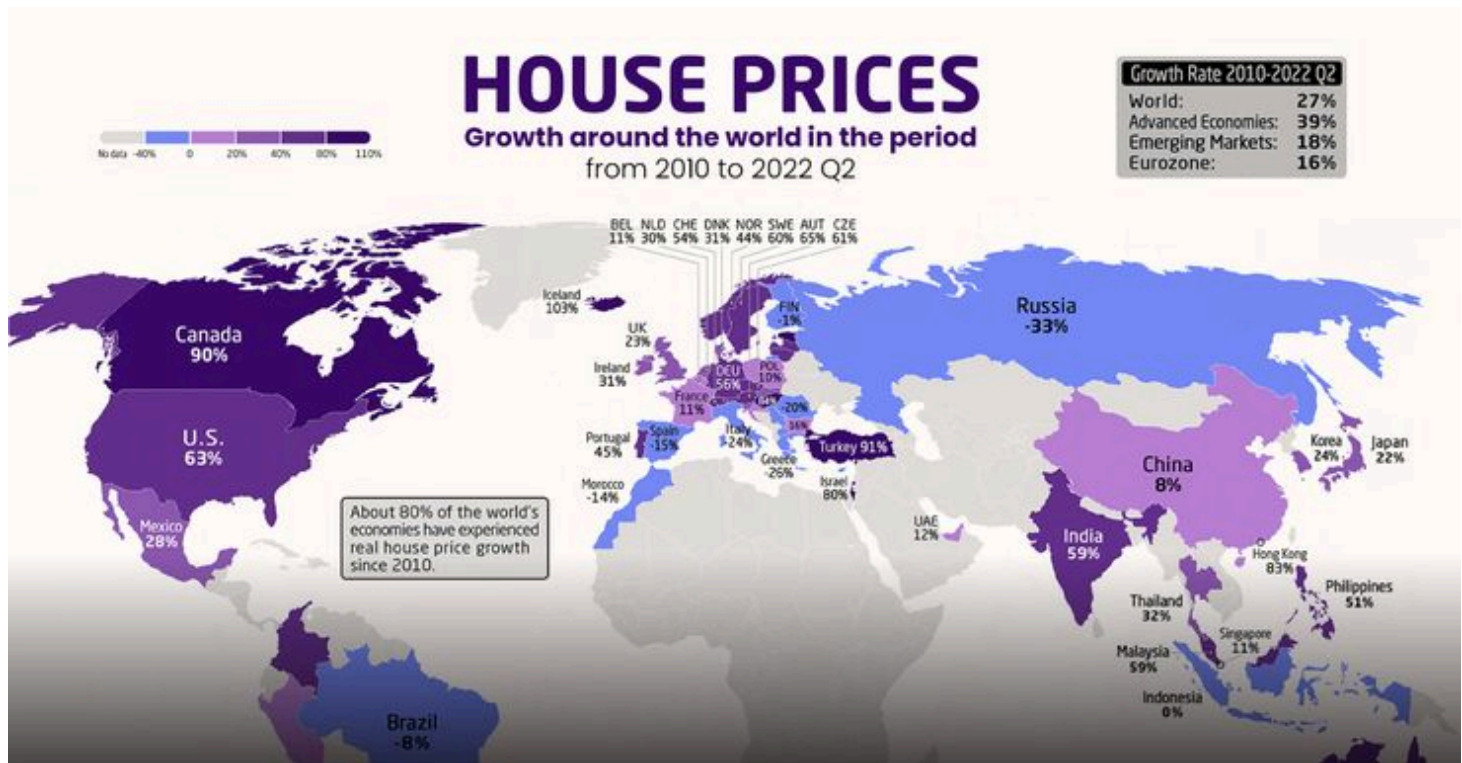 HOUSE PRICES
Growth around the world in the period
from 2010 to 2022 Q2
Growth Rate 2010-2022 Q2
World: 27%
Advanced Economies: 39%
Emerging Markets: 18%
Eurozone: 16%
No data -40% 0 20% 40% 80% 110%
BEL NLD CHE DNK NOR SWE AUT CZE
11% 30% 54% 31% 44% 60% 65% 61%
Iceland
103%
Canada
90%
U.S.
63%
Mexico
28%
UK
23%
Ireland
31%
FIN
-1%
Russia
-33%
DEU
56%
POL
10%
France
11%
-20%
16%
Portugal
45%
Spain
-15%
Italy
-24%
Greece
-26%
Turkey 91%
Morocco
-14%
Israel
80%
UAE
12%
About 80% of the world's
economies have experienced
real house price growth
since 2010.
China
8%
Korea
24%
Japan
22%
India
59%
Hong Kong
83%
Philippines
51%
Thailand
32%
Singapore
11%
Malaysia
59%
Indonesia
0%
Brazil
-8%